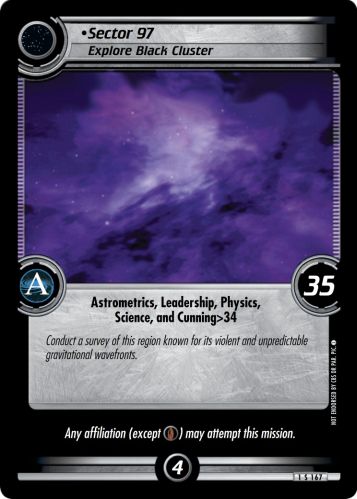 •Sector 97
Explore Black Cluster
A
35
Astrometrics, Leadership, Physics,
Science, and Cunning>34
Conduct a survey of this region known for its violent and unpredictable
gravitational wavefronts.
NOT ENDORSED BY CBS OR PAR. PIC.
Any affiliation (except ) may attempt this mission.
4
1 S 167